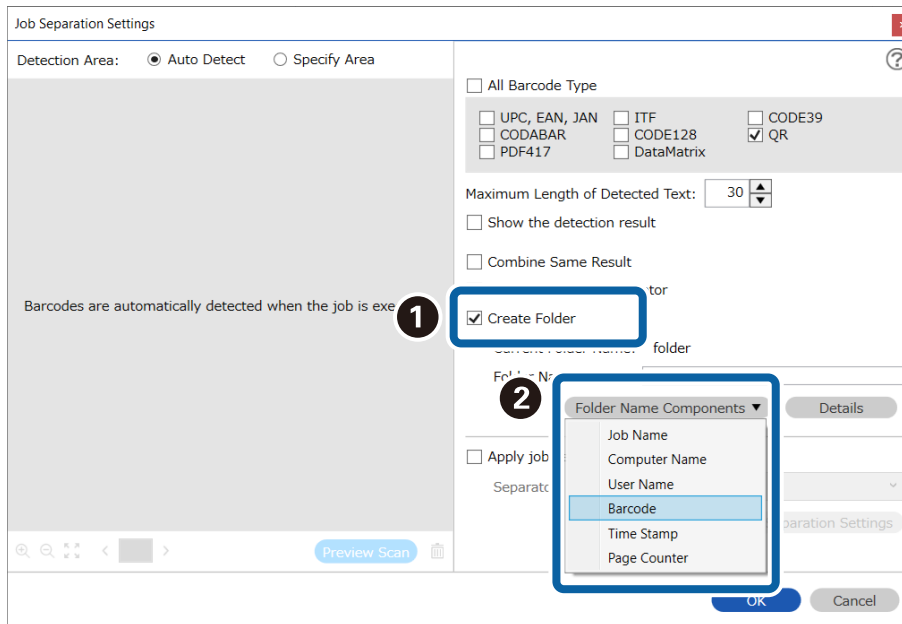 Job Separation Settings
Detection Area: Auto Detect Specify Area
?
All Barcode Type
UPC, EAN, JAN ITF CODE39
CODABAR CODE128 QR
PDF417 DataMatrix
Maximum Length of Detected Text: 30
Show the detection result
Combine Same Result
Barcodes are automatically detected when the job is
1
Create Folder
folder
2
Folder Name Components Details
Job Name
Apply job
Computer Name
User Name
Barcode
Time Stamp
Page Counter
Settings
Preview Scan
OK Cancel